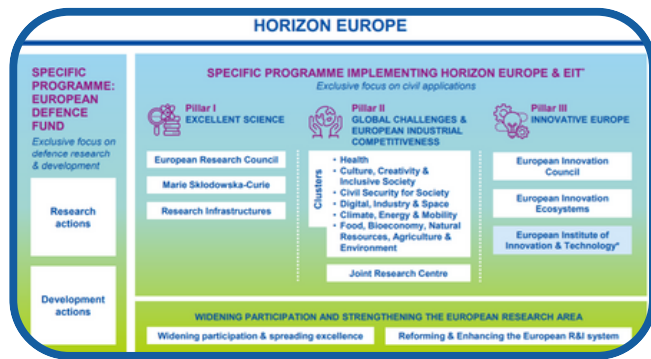 HORIZON EUROPE
SPECIFIC
PROGRAMME:
EUROPEAN
DEFENCE
FUND
Exclusive focus on
defence research
& development
Research
actions
Development
actions
SPECIFIC PROGRAMME IMPLEMENTING HORIZON EUROPE & EIT*
Exclusive focus on civil applications
Pillar I
EXCELLENT SCIENCE
European Research Council
Marie Skłodowska-Curie
Research Infrastructures
Pillar II
GLOBAL CHALLENGES &
EUROPEAN INDUSTRIAL
COMPETITIVENESS
Clusters
• Health
• Culture, Creativity &
Inclusive Society
• Civil Security for Society
• Digital, Industry & Space
• Climate, Energy & Mobility
• Food, Bioeconomy, Natural
Resources, Agriculture &
Environment
Joint Research Centre
Pillar III
INNOVATIVE EUROPE
European Innovation
Council
European Innovation
Ecosystems
European Institute of
Innovation & Technology*
WIDENING PARTICIPATION AND STRENGTHENING THE EUROPEAN RESEARCH AREA
Widening participation & spreading excellence
Reforming & Enhancing the European R&I system